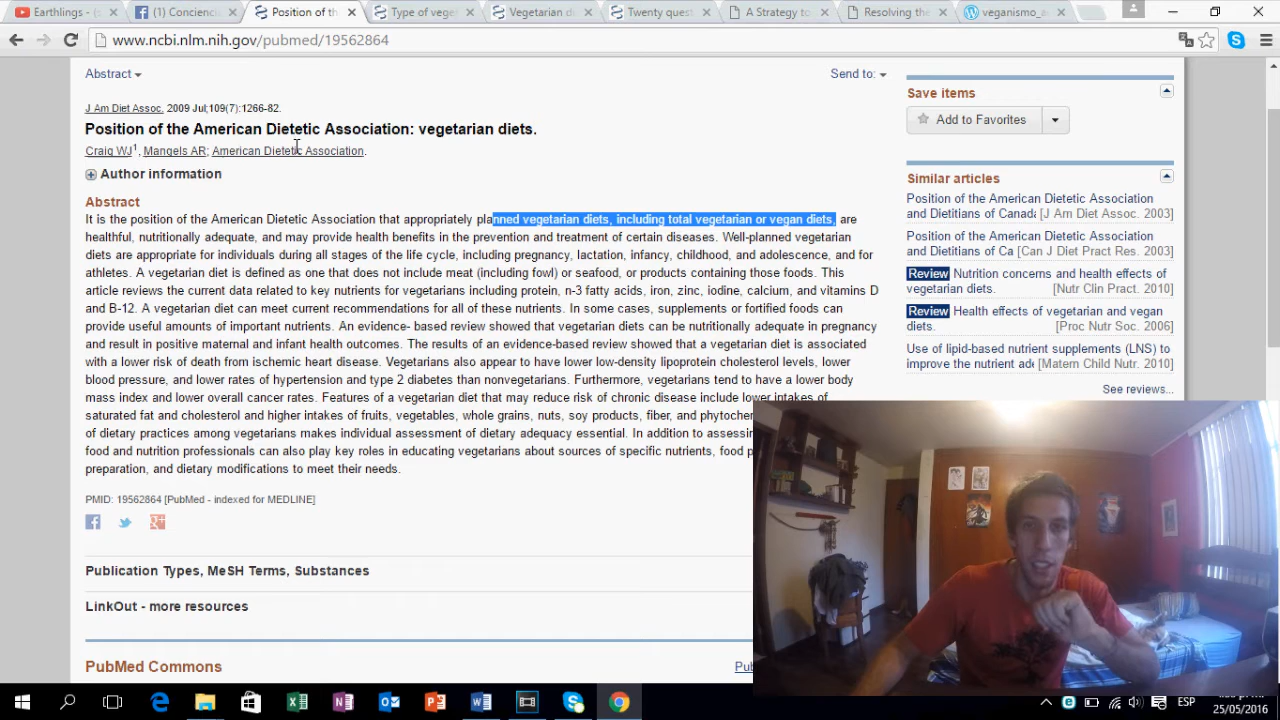 Earthlings - (s
(1) Concienci
Position of th
Type of veget
Vegetarian d
Twenty quest
A Strategy to
Resolving the
veganismo_a
www.ncbi.nlm.nih.gov/pubmed/19562864
Abstract
Send to:
J Am Diet Assoc. 2009 Jul;109(7):1266-82.
Position of the American Dietetic Association: vegetarian diets.
Craig WJ1, Mangels AR; American Dietetic Association.
Author information
Abstract
It is the position of the American Dietetic Association that appropriately planned vegetarian diets, including total vegetarian or vegan diets, are
healthful, nutritionally adequate, and may provide health benefits in the prevention and treatment of certain diseases. Well-planned vegetarian
diets are appropriate for individuals during all stages of the life cycle, including pregnancy, lactation, infancy, childhood, and adolescence, and for
athletes. A vegetarian diet is defined as one that does not include meat (including fowl) or seafood, or products containing those foods. This
article reviews the current data related to key nutrients for vegetarians including protein, n-3 fatty acids, iron, zinc, iodine, calcium, and vitamins D
and B-12. A vegetarian diet can meet current recommendations for all of these nutrients. In some cases, supplements or fortified foods can
provide useful amounts of important nutrients. An evidence- based review showed that vegetarian diets can be nutritionally adequate in pregnancy
and result in positive maternal and infant health outcomes. The results of an evidence-based review showed that a vegetarian diet is associated
with a lower risk of death from ischemic heart disease. Vegetarians also appear to have lower low-density lipoprotein cholesterol levels, lower
blood pressure, and lower rates of hypertension and type 2 diabetes than nonvegetarians. Furthermore, vegetarians tend to have a lower body
mass index and lower overall cancer rates. Features of a vegetarian diet that may reduce risk of chronic disease include lower intakes of
saturated fat and cholesterol and higher intakes of fruits, vegetables, whole grains, nuts, soy products, fiber, and phytochem
of dietary practices among vegetarians makes individual assessment of dietary adequacy essential. In addition to assessin
food and nutrition professionals can also play key roles in educating vegetarians about sources of specific nutrients, food p
preparation, and dietary modifications to meet their needs.
PMID: 19562864 [PubMed - indexed for MEDLINE]
Publication Types, MeSH Terms, Substances
LinkOut - more resources
PubMed Commons
Pub
Save items
Add to Favorites
Similar articles
Position of the American Dietetic Association
and Dietitians of Canada [J Am Diet Assoc. 2003]
Position of the American Dietetic Association
and Dietitians of Ca [Can J Diet Pract Res. 2003]
Review Nutrition concerns and health effects of
vegetarian diets. [Nutr Clin Pract. 2010]
Review Health effects of vegetarian and vegan
diets. [Proc Nutr Soc. 2006]
Use of lipid-based nutrient supplements (LNS) to
improve the nutrient ade [Matern Child Nutr. 2010]
See reviews...
ESP
25/05/2016